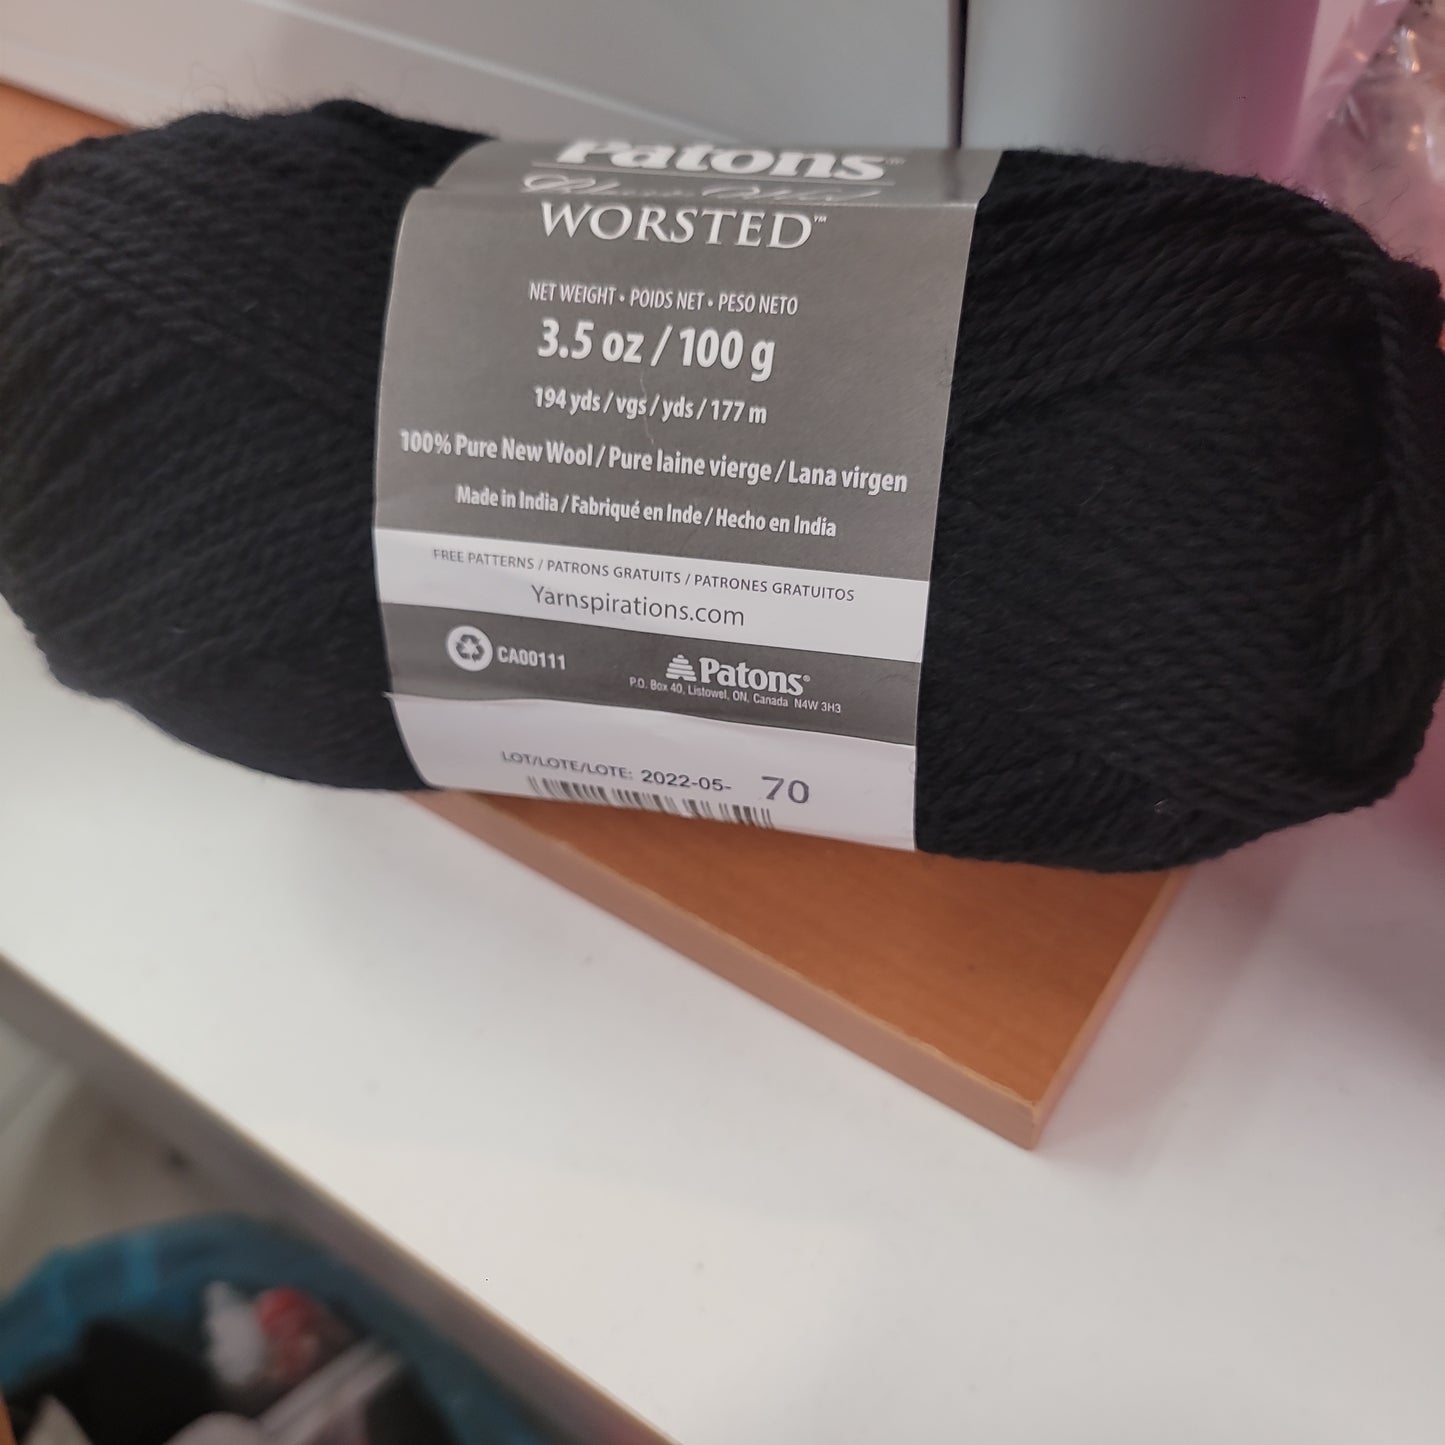 Patons™
WORSTED™
NET WEIGHT • POIDS NET • PESO NETO
3.5 oz / 100 g
194 yds / vgs / yds / 177 m
100% Pure New Wool / Pure laine vierge / Lana virgen
Made in India / Fabriqué en Inde / Hecho en India
FREE PATTERNS / PATRONS GRATUITS / PATRONES GRATUITOS
Yarnspirations.com
CA00111
Patons®
P.O. Box 40, Listowel, ON, Canada N4W 3H3
LOT/LOTE/LOTE: 2022-05- 70